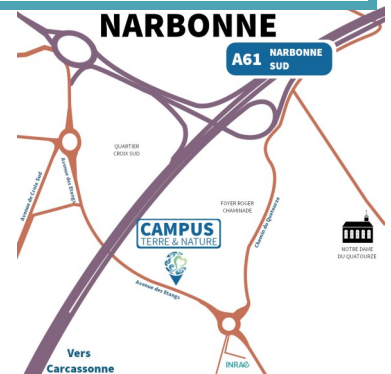 NARBONNE
A61 NARBONNE
SUD
QUARTIER
CROIX SUD
Avenue de Croix Sud
Avenue des Etangs
FOYER ROGER
CHAMINADE
Chemin du Quatourze
CAMPUS
TERRE & NATURE
NOTRE DAME
DU QUATOURZE
Avenue des Etangs
Vers
Carcassonne
INRAE